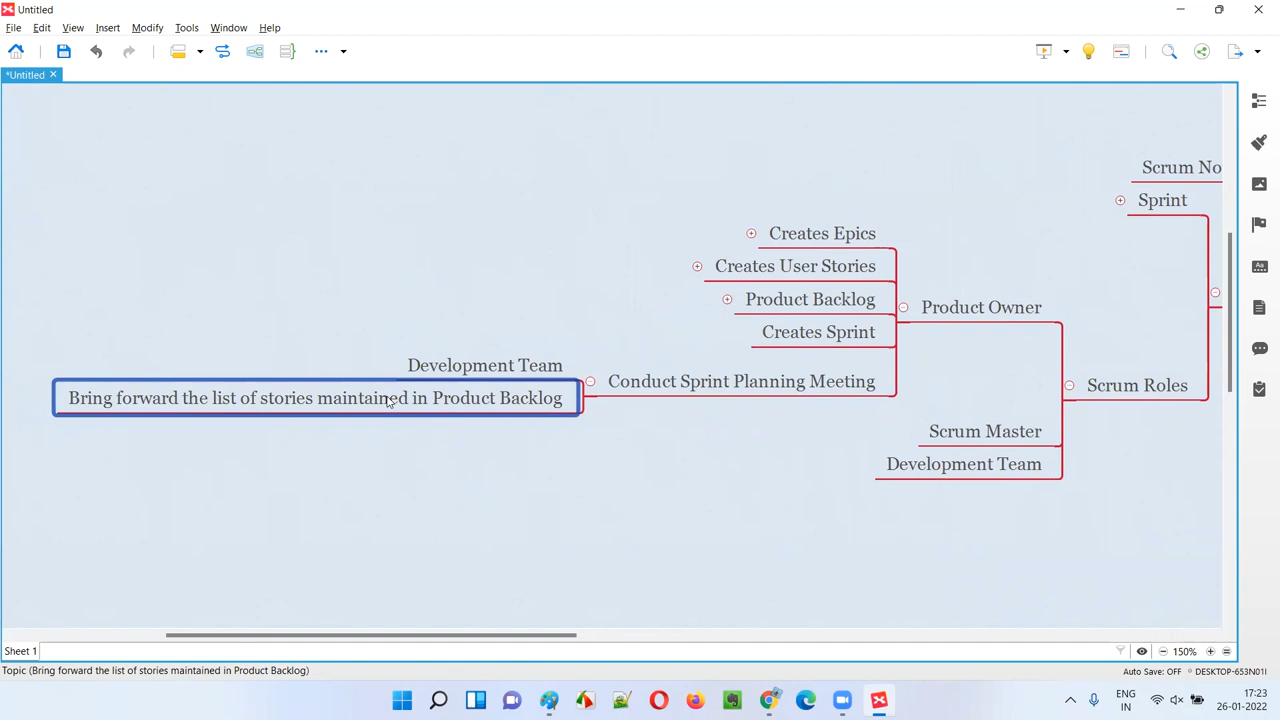 Untitled
File Edit View Insert Modify Tools Window Help
*Untitled
Scrum No
Sprint
Creates Epics
Creates User Stories
Product Backlog
Product Owner
Creates Sprint
Development Team
Conduct Sprint Planning Meeting
Scrum Roles
Bring forward the list of stories maintained in Product Backlog
Scrum Master
Development Team
Sheet 1
150%
Topic (Bring forward the list of stories maintained in Product Backlog)
Auto Save: OFF
DESKTOP-653N01I
ENG
IN
17:23
26-01-2022